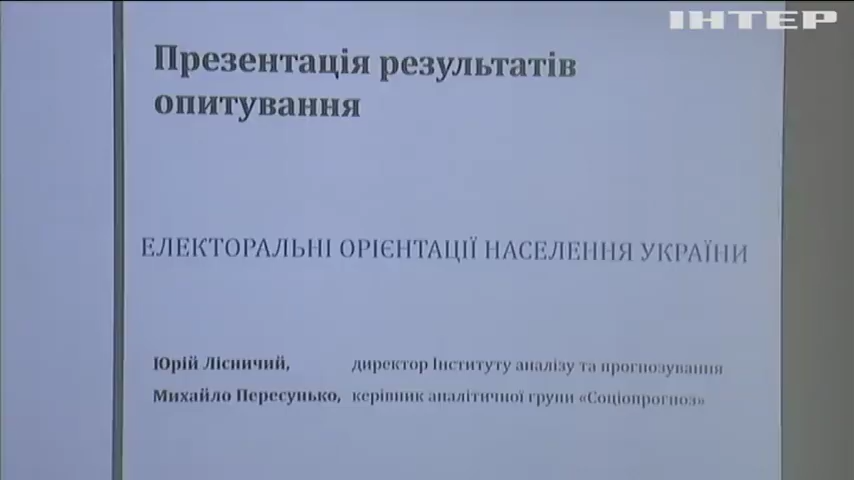 ІНТЕР
Презентація результатів
опитування
ЕЛЕКТОРАЛЬНІ ОРІЄНТАЦІЇ НАСЕЛЕННЯ УКРАЇНИ
Юрій Лісничий, директор Інституту аналізу та прогнозування
Михайло Пересунько, керівник аналітичної групи «Соціопрогноз»